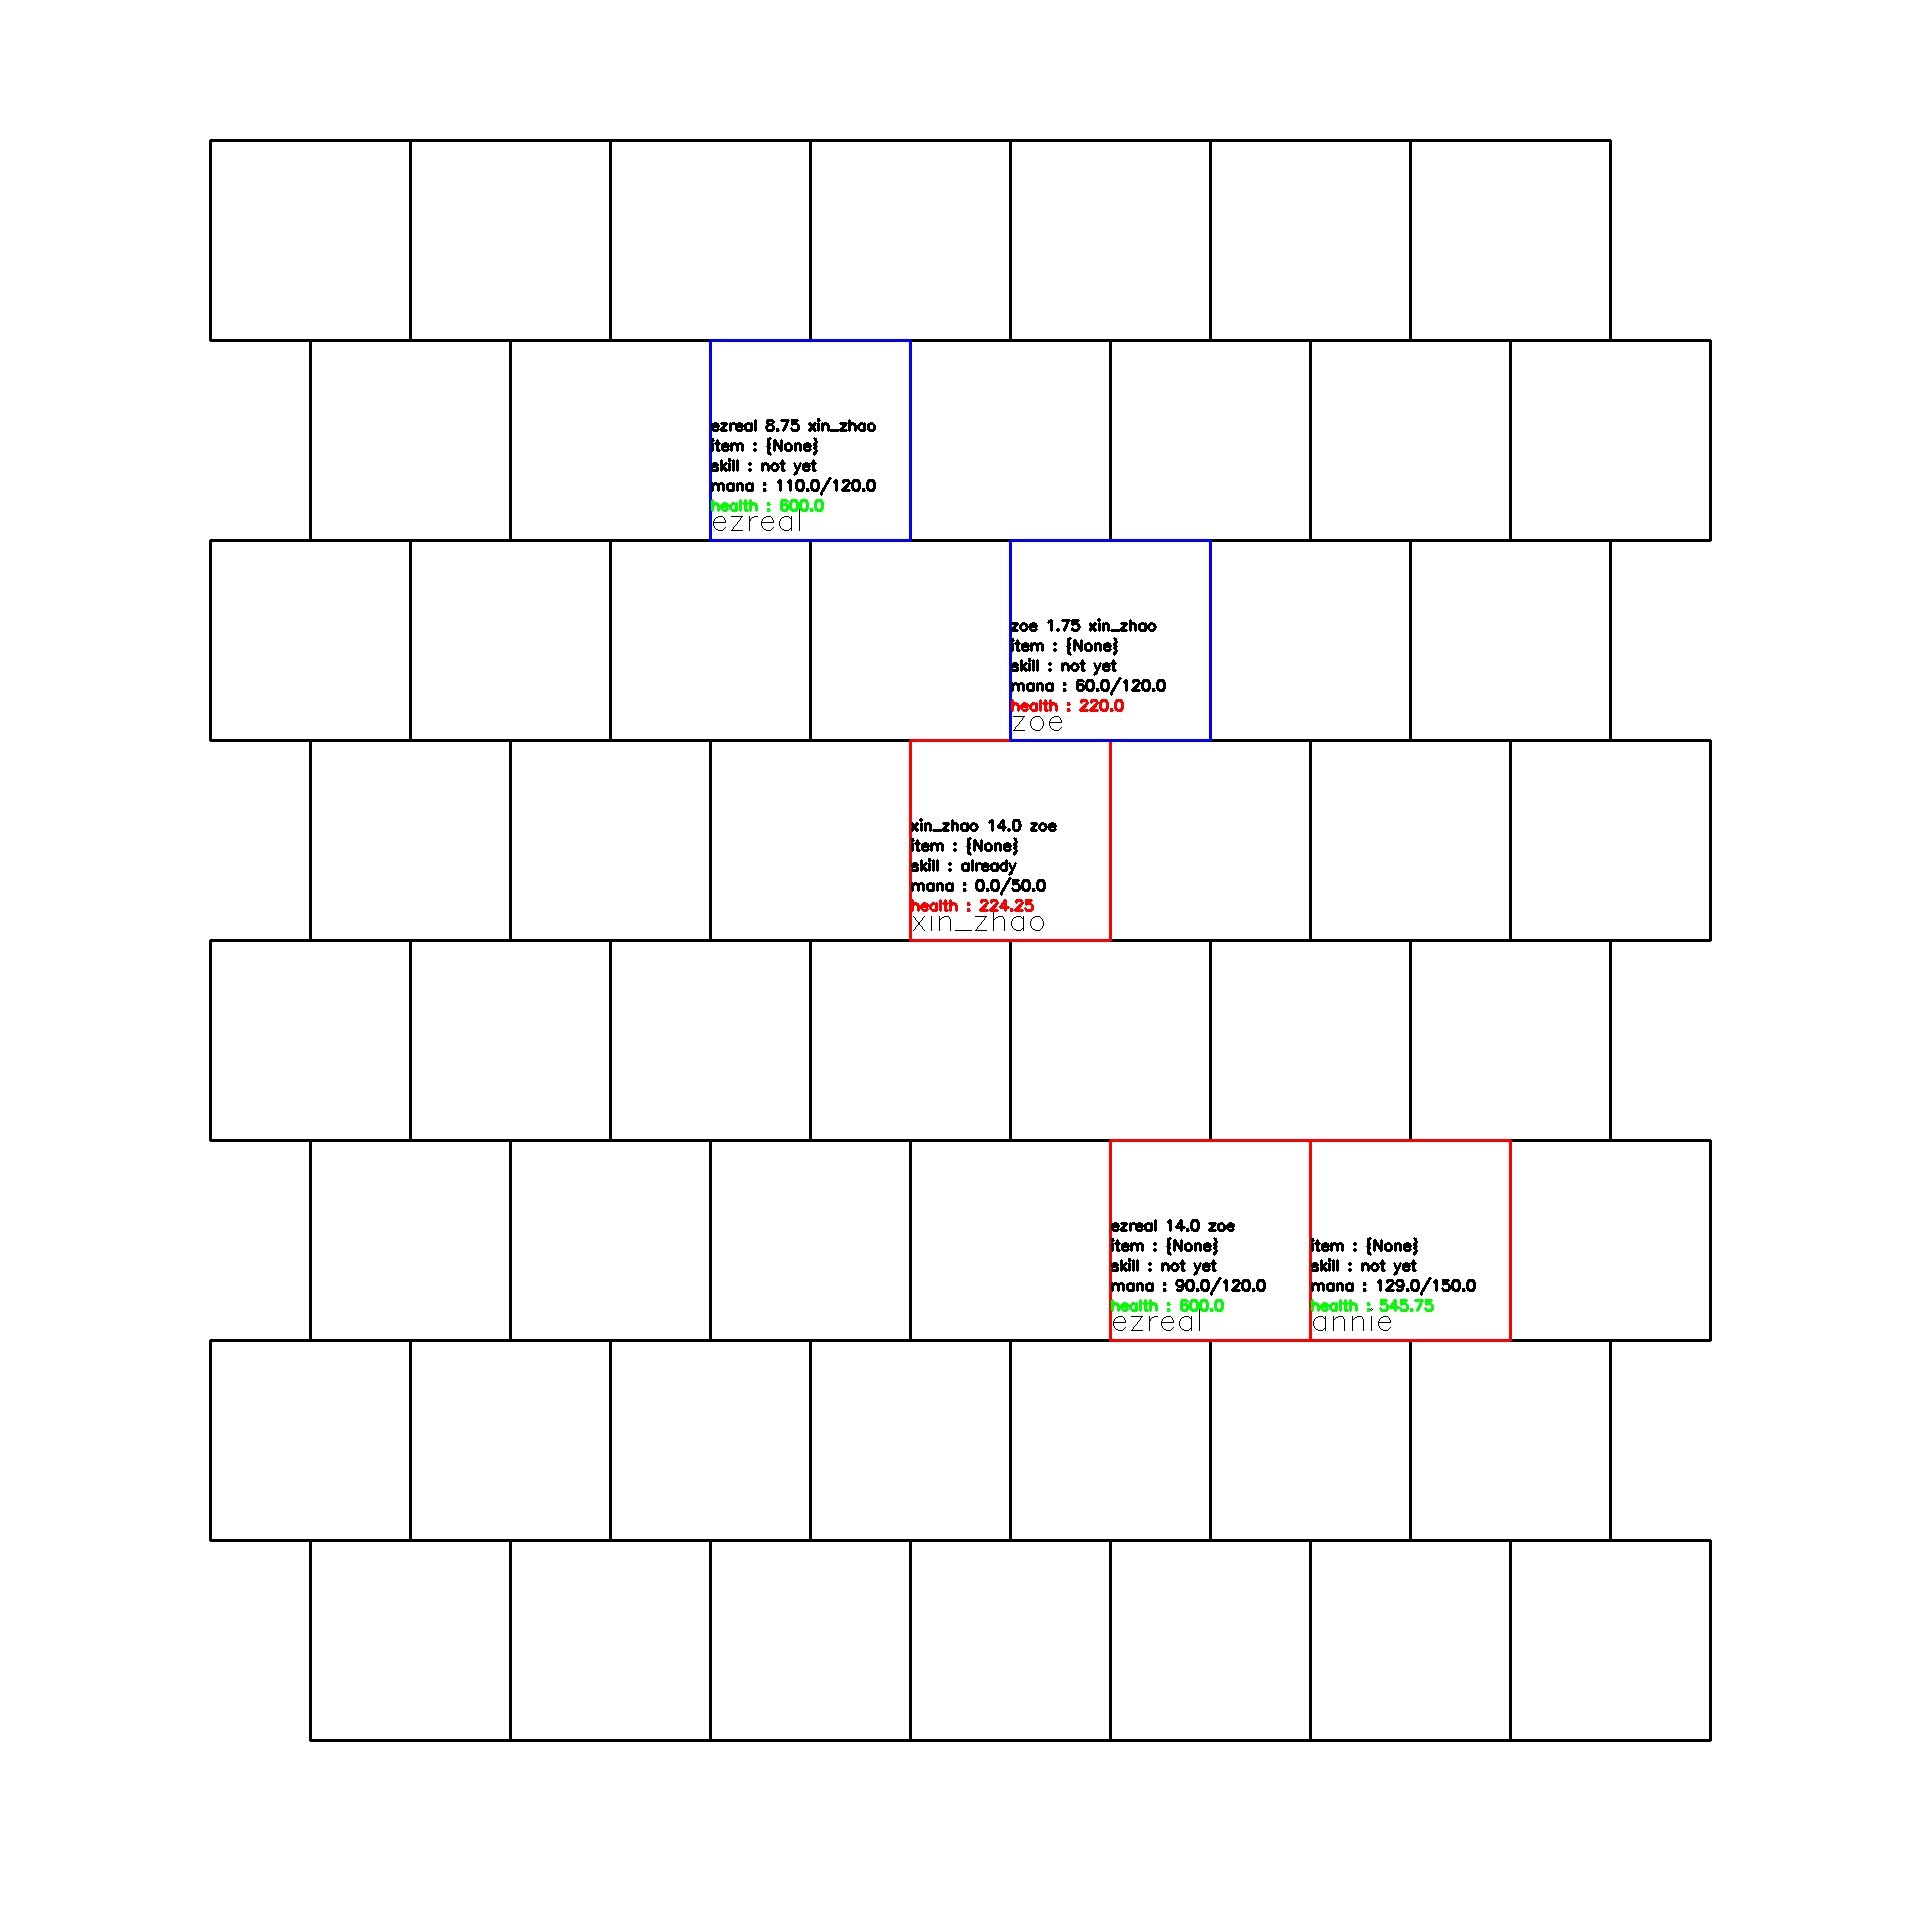 ezreal 8.75 xin_zhao
item : {None}
skill : not yet
mana : 110.0/120.0
health : 600.0
ezreal
zoe 1.75 xin_zhao
item : {None}
skill : not yet
mana : 60.0/120.0
health : 220.0
zoe
xin_zhao 14.0 zoe
item : {None}
skill : already
mana : 0.0/50.0
health : 224.25
xin_zhao
ezreal 14.0 zoe
item : {None}
skill : not yet
mana : 90.0/120.0
health : 600.0
ezreal
item : {None}
skill : not yet
mana : 129.0/150.0
health : 545.75
annie